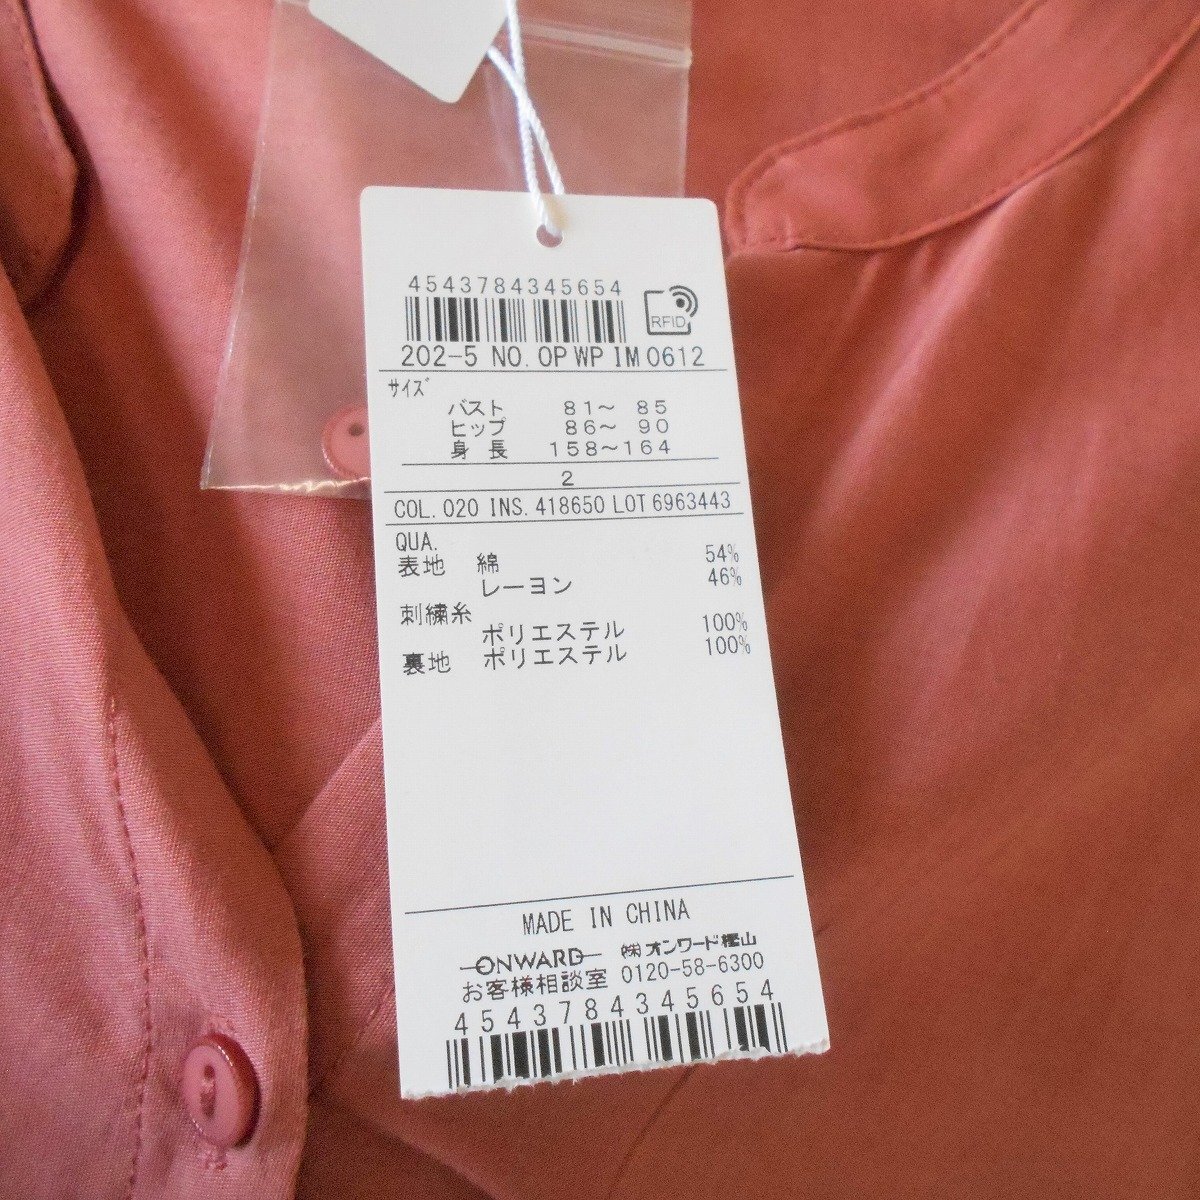 4543784345654
RFID
202-5 NO. OPWPIM0612
サイズ
バスト 81〜 85
ヒップ 86〜 90
身長 158〜164
2
COL. 020 INS. 418650 LOT 6963443
QUA.
表地 綿 54%
レーヨン 46%
刺繍糸
ポリエステル 100%
裏地 ポリエステル 100%
MADE IN CHINA
ONWARD ㈱オンワード樫山
お客様相談室 0120-58-6300
4543784345654